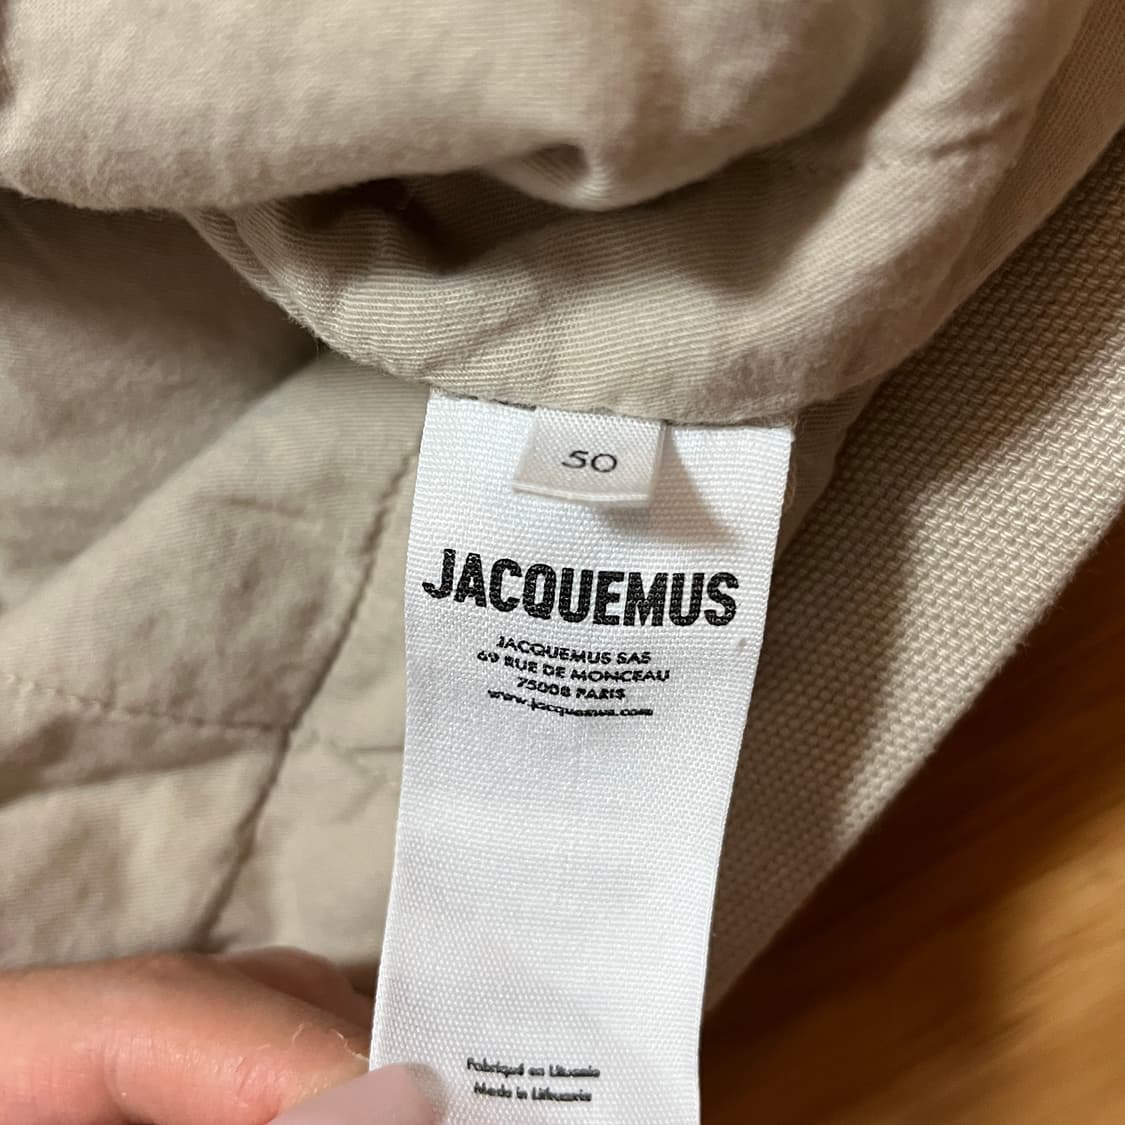 50
JACQUEMUS
JACQUEMUS SAS
69 RUE DE MONCEAU
75008 PARIS
www.jacquemus.com
Fabriqué en Lituanie
Made in Lithuania